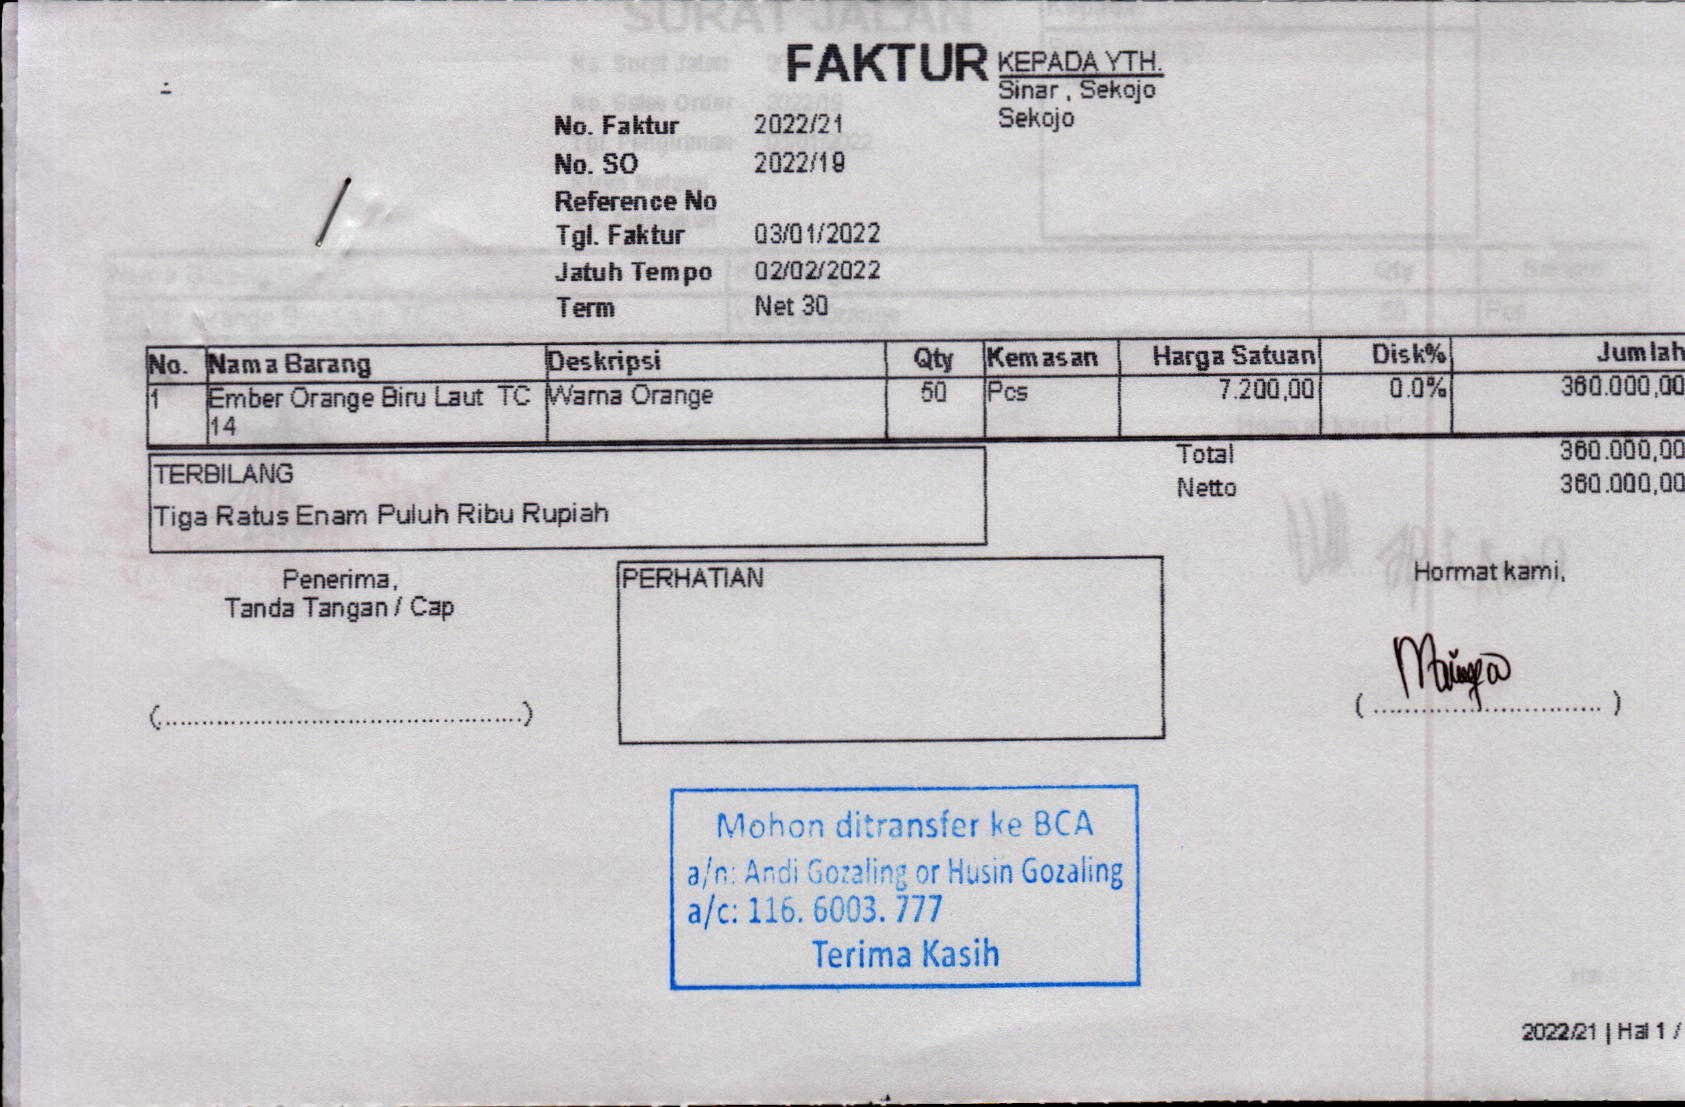 FAKTUR
KEPADA YTH.
Sinar , Sekojo
Sekojo
No. Faktur 2022/21
No. SO 2022/19
Reference No
Tgl. Faktur 03/01/2022
Jatuh Tempo 02/02/2022
Term Net 30
No. Nama Barang Deskripsi Qty Kemasan Harga Satuan Disk% Jumlah
1 Ember Orange Biru Laut TC Warna Orange 50 Pcs 7.200,00 0.0% 360.000,00
14
Total 360.000,00
Netto 360.000,00
TERBILANG
Tiga Ratus Enam Puluh Ribu Rupiah
Penerima,
Tanda Tangan / Cap
(................................................)
PERHATIAN
Hormat kami,
( ............................. )
Mohon ditransfer ke BCA
a/n: Andi Gozaling or Husin Gozaling
a/c: 116. 6003. 777
Terima Kasih
2022/21 | Hal 1 /